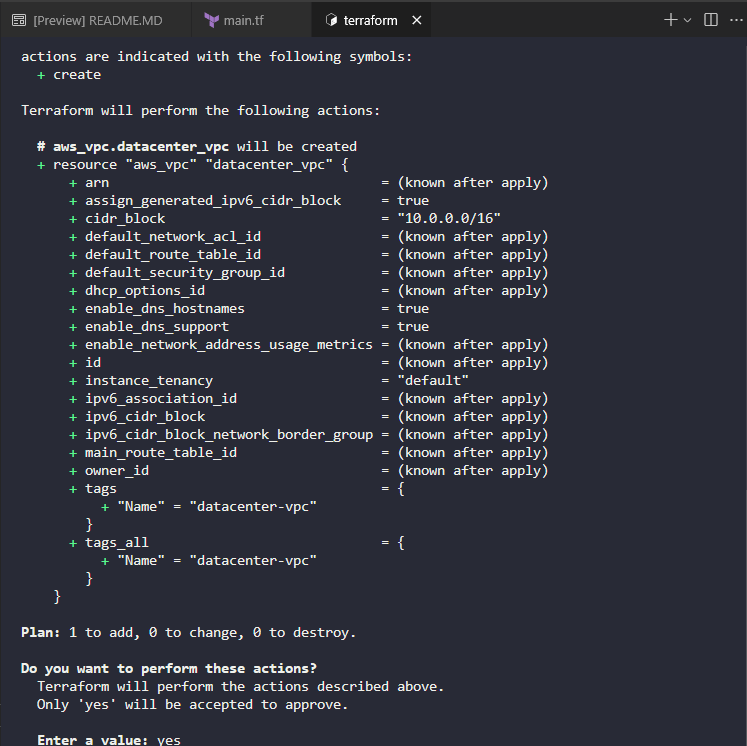 [Preview] README.MD main.tf terraform
actions are indicated with the following symbols:
+ create
Terraform will perform the following actions:
# aws_vpc.datacenter_vpc will be created
+ resource "aws_vpc" "datacenter_vpc" {
+ arn = (known after apply)
+ assign_generated_ipv6_cidr_block = true
+ cidr_block = "10.0.0.0/16"
+ default_network_acl_id = (known after apply)
+ default_route_table_id = (known after apply)
+ default_security_group_id = (known after apply)
+ dhcp_options_id = (known after apply)
+ enable_dns_hostnames = true
+ enable_dns_support = true
+ enable_network_address_usage_metrics = (known after apply)
+ id = (known after apply)
+ instance_tenancy = "default"
+ ipv6_association_id = (known after apply)
+ ipv6_cidr_block = (known after apply)
+ ipv6_cidr_block_network_border_group = (known after apply)
+ main_route_table_id = (known after apply)
+ owner_id = (known after apply)
+ tags = {
+ "Name" = "datacenter-vpc"
}
+ tags_all = {
+ "Name" = "datacenter-vpc"
}
}
Plan: 1 to add, 0 to change, 0 to destroy.
Do you want to perform these actions?
Terraform will perform the actions described above.
Only 'yes' will be accepted to approve.
Enter a value: yes